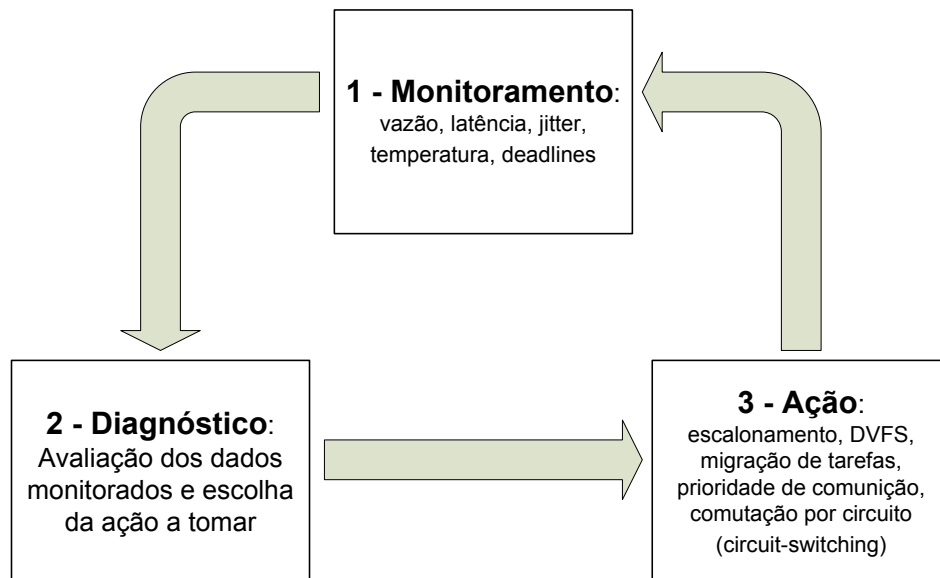 1 - Monitoramento:
vazão, latência, jitter,
temperatura, deadlines
2 - Diagnóstico:
Avaliação dos dados
monitorados e escolha
da ação a tomar
3 - Ação:
escalonamento, DVFS,
migração de tarefas,
prioridade de comunição,
comutação por circuito
(circuit-switching)